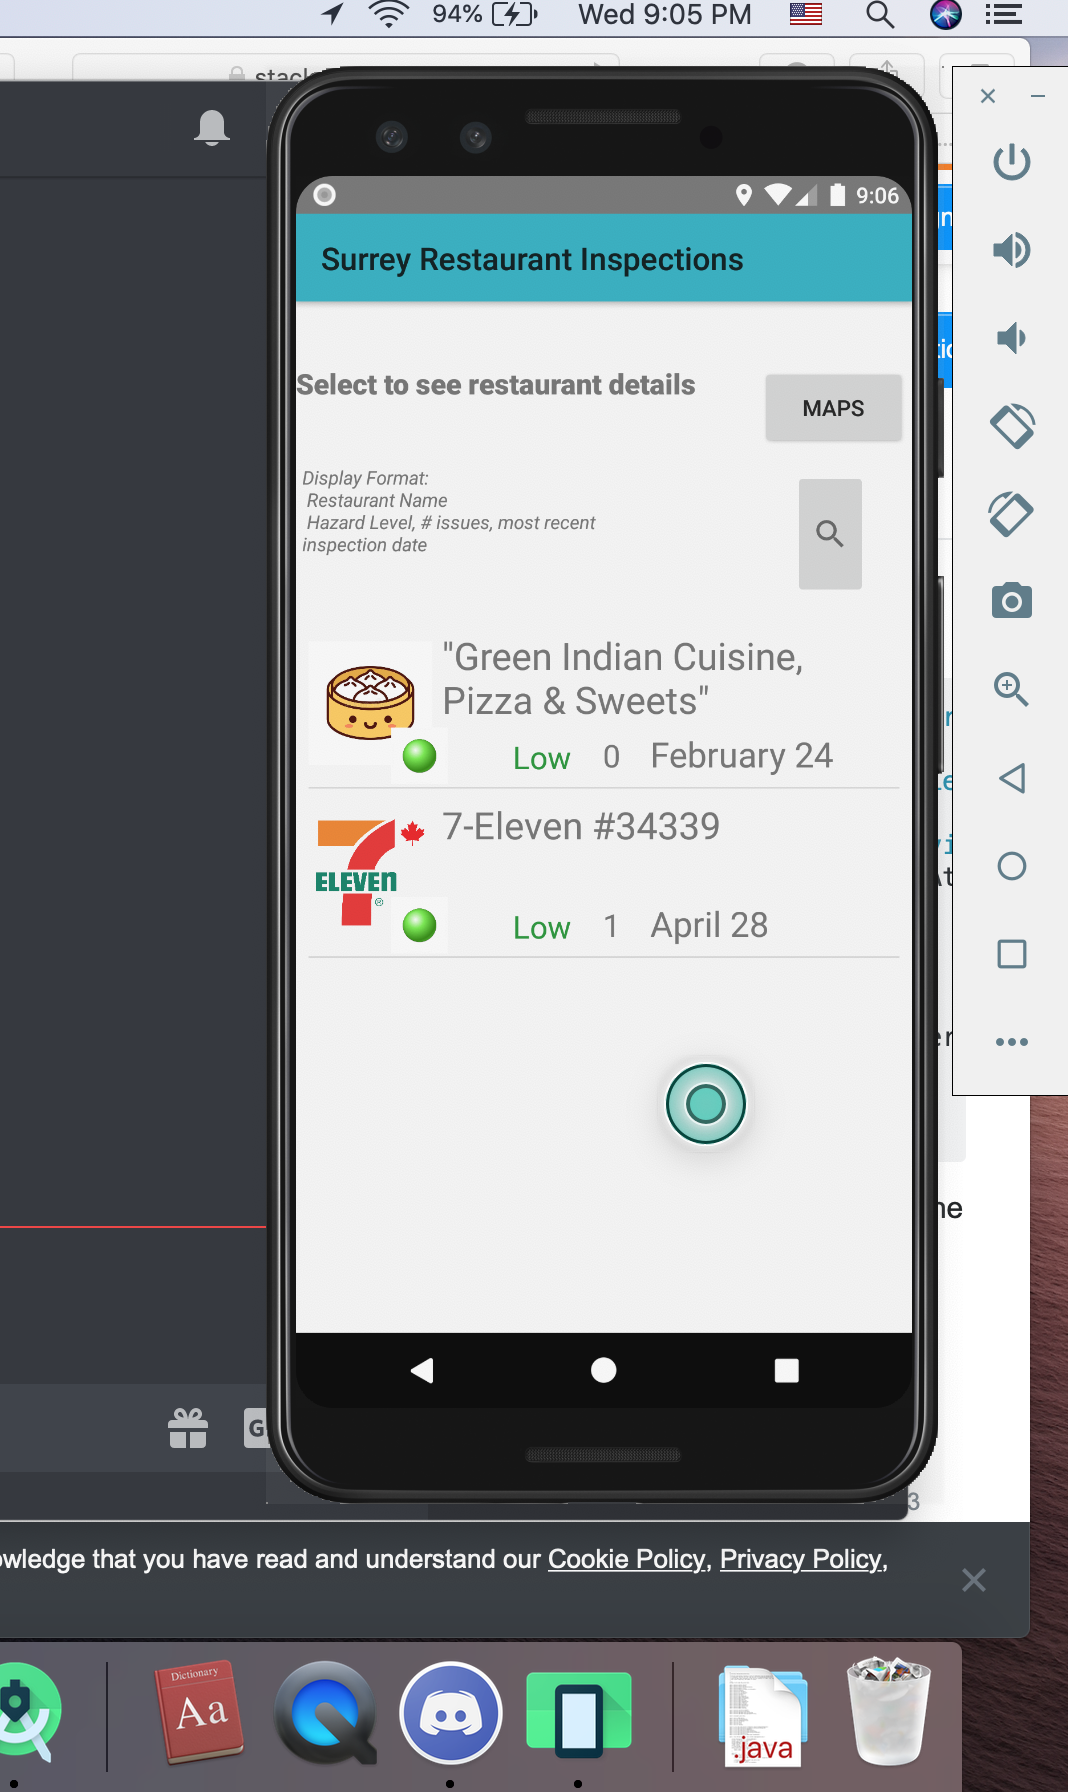 94%
Wed 9:05 PM
9:06
Surrey Restaurant Inspections
Select to see restaurant details
MAPS
Display Format:
Restaurant Name
Hazard Level, # issues, most recent
inspection date
"Green Indian Cuisine,
Pizza & Sweets"
Low 0 February 24
7-Eleven #34339
ELEVEN
®
Low 1 April 28
3
owledge that you have read and understand our Cookie Policy, Privacy Policy,
Dictionary
Aa
.java